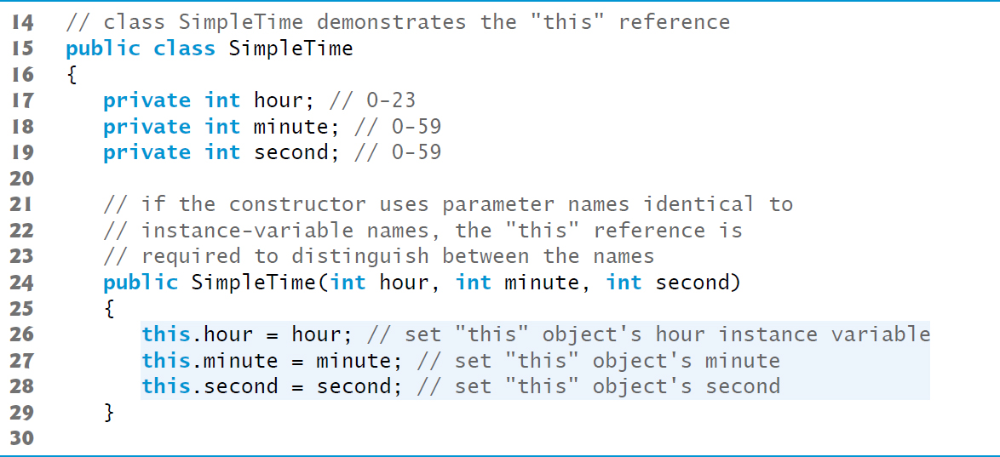 14 // class SimpleTime demonstrates the "this" reference
15 public class SimpleTime
16 {
17 private int hour; // 0-23
18 private int minute; // 0-59
19 private int second; // 0-59
20
21 // if the constructor uses parameter names identical to
22 // instance-variable names, the "this" reference is
23 // required to distinguish between the names
24 public SimpleTime(int hour, int minute, int second)
25 {
26 this.hour = hour; // set "this" object's hour instance variable
27 this.minute = minute; // set "this" object's minute
28 this.second = second; // set "this" object's second
29 }
30